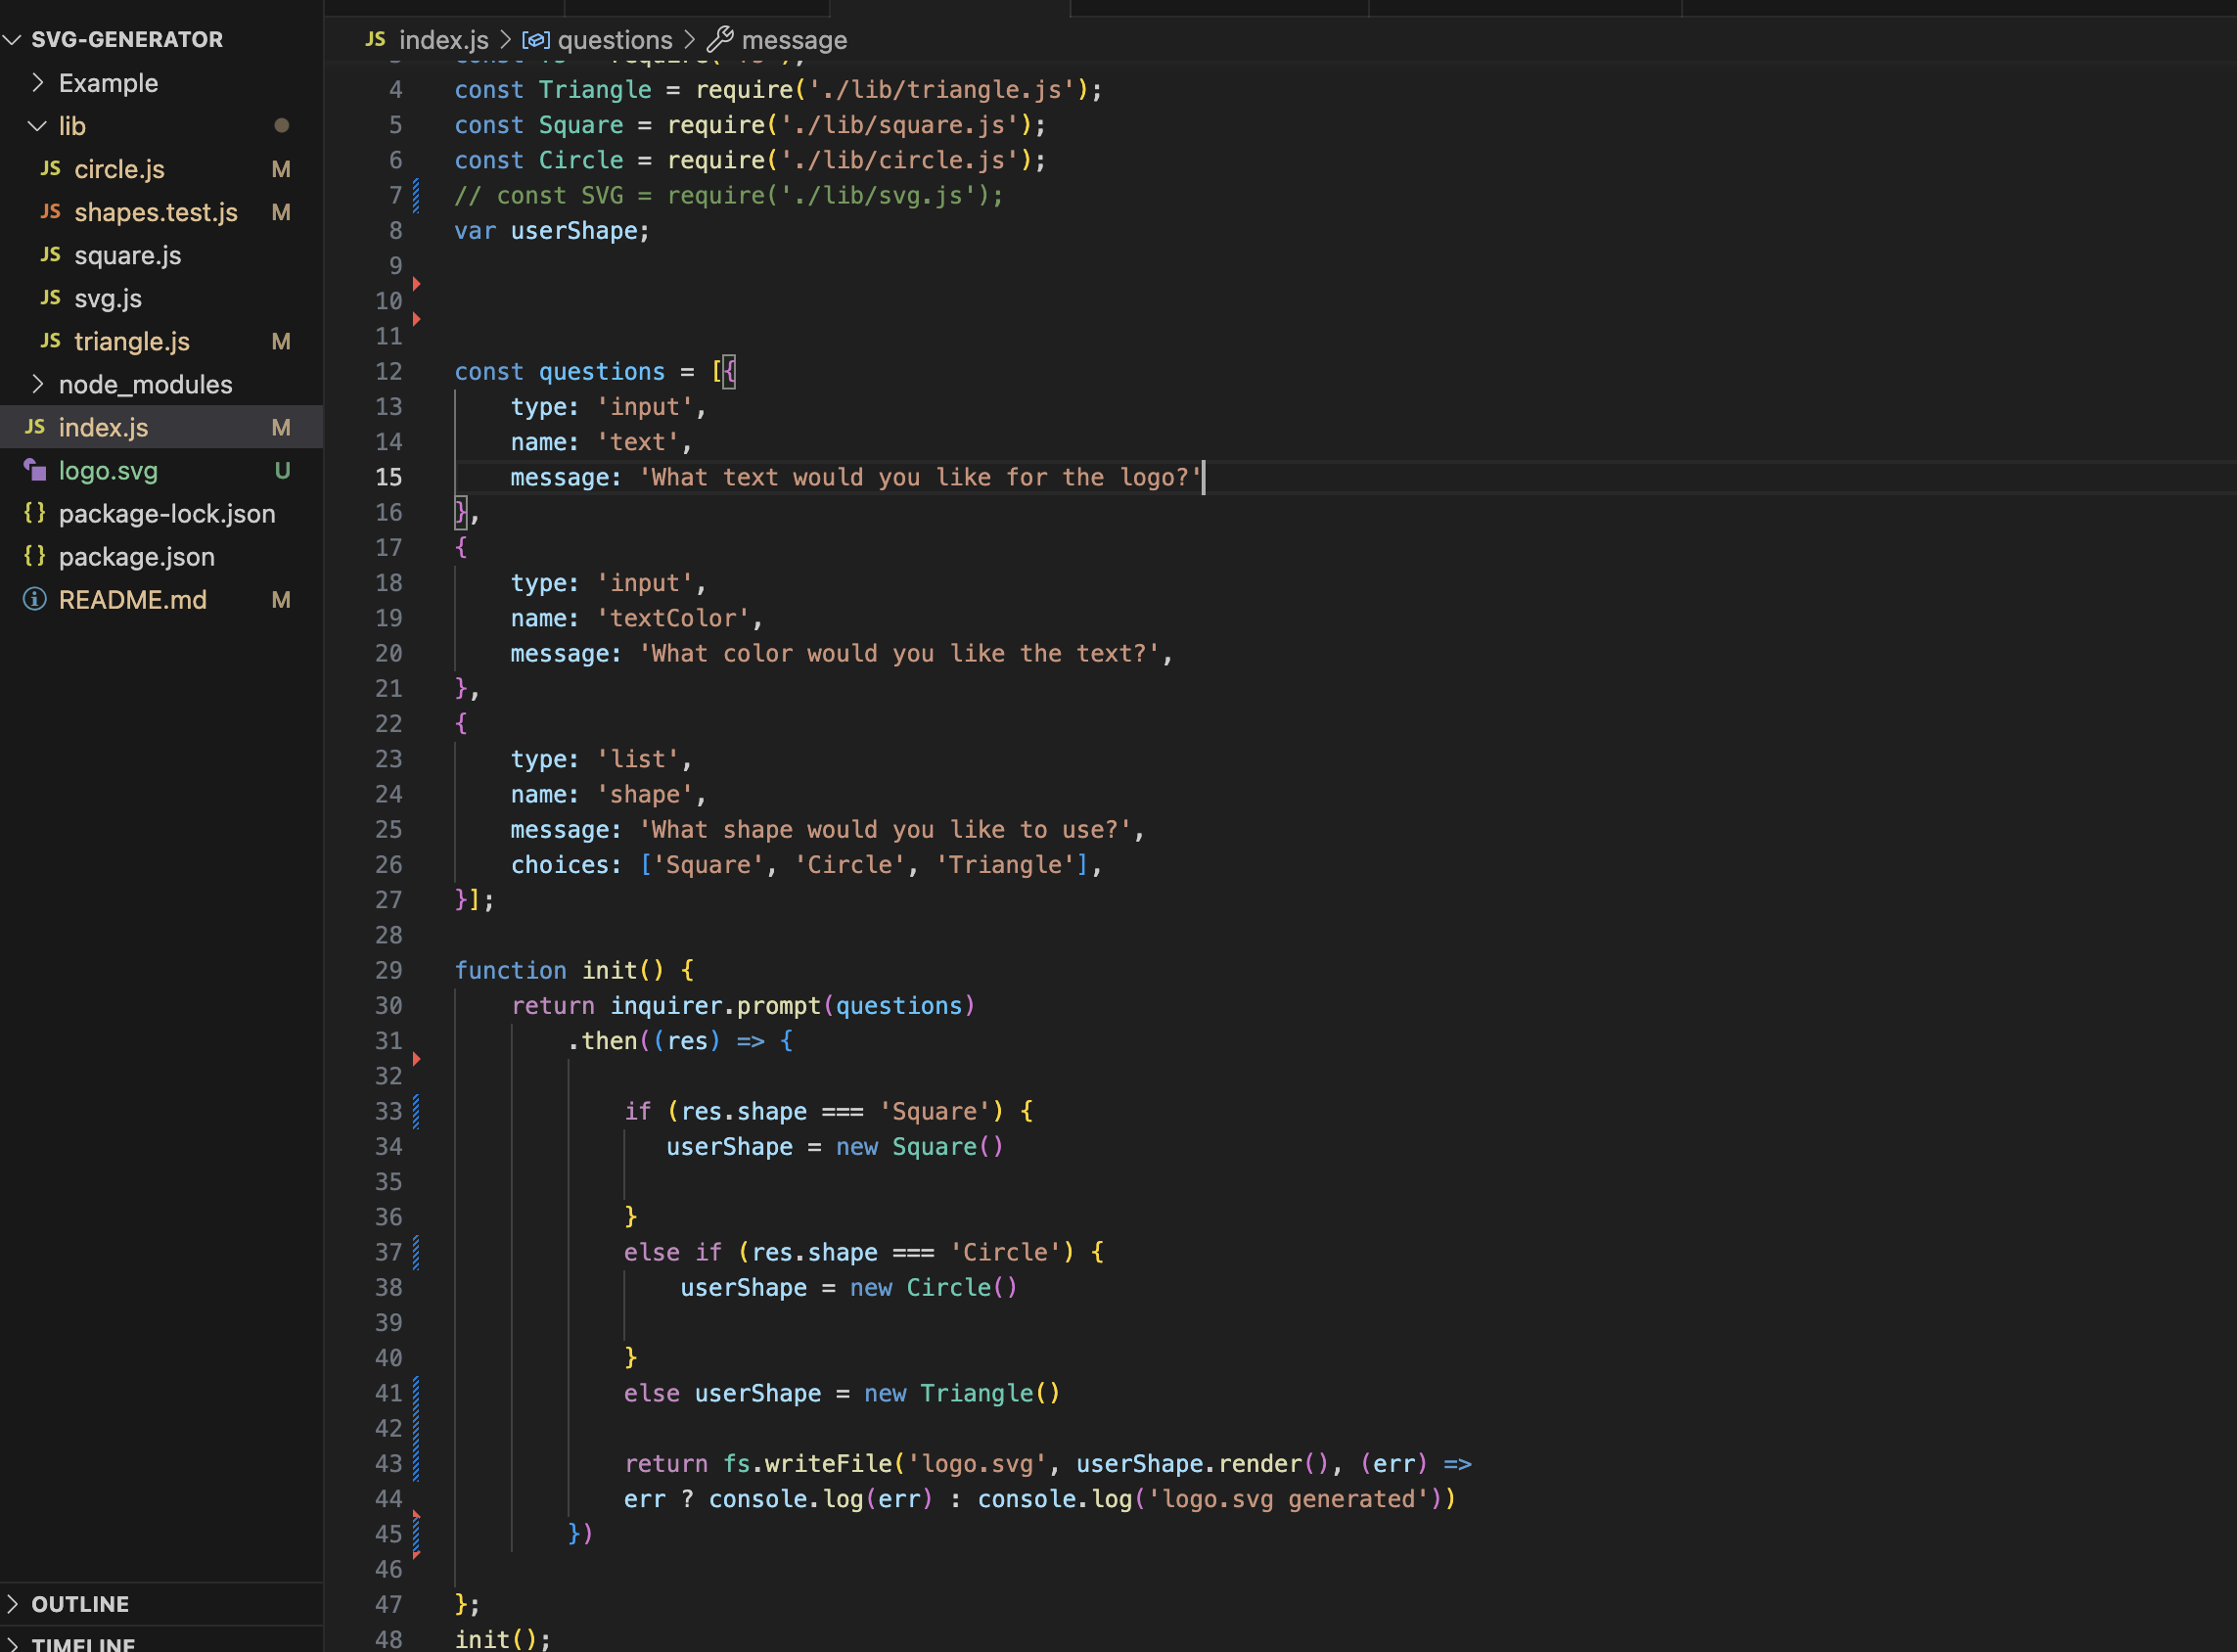 SVG-GENERATOR
Example
lib
JS circle.js M
JS shapes.test.js M
JS square.js
JS svg.js
JS triangle.js M
node_modules
JS index.js M
logo.svg U
{} package-lock.json
{} package.json
README.md M
OUTLINE
TIMELINE
JS index.js > questions > message
4 const Triangle = require('./lib/triangle.js');
5 const Square = require('./lib/square.js');
6 const Circle = require('./lib/circle.js');
7 // const SVG = require('./lib/svg.js');
8 var userShape;
9
10
11
12 const questions = [{
13 type: 'input',
14 name: 'text',
15 message: 'What text would you like for the logo?'
16 },
17 {
18 type: 'input',
19 name: 'textColor',
20 message: 'What color would you like the text?',
21 },
22 {
23 type: 'list',
24 name: 'shape',
25 message: 'What shape would you like to use?',
26 choices: ['Square', 'Circle', 'Triangle'],
27 }];
28
29 function init() {
30 return inquirer.prompt(questions)
31 .then((res) => {
32
33 if (res.shape === 'Square') {
34 userShape = new Square()
35
36 }
37 else if (res.shape === 'Circle') {
38 userShape = new Circle()
39
40 }
41 else userShape = new Triangle()
42
43 return fs.writeFile('logo.svg', userShape.render(), (err) =>
44 err ? console.log(err) : console.log('logo.svg generated'))
45 })
46
47 };
48 init();